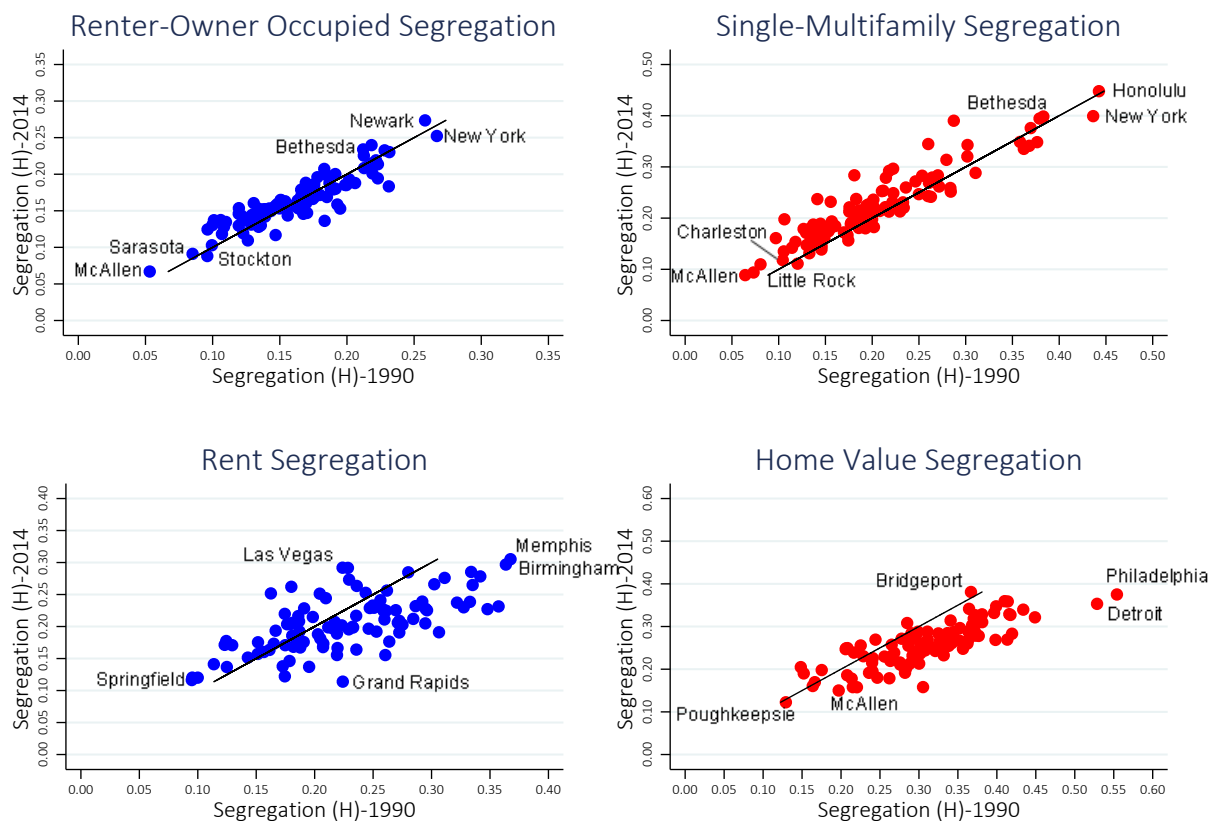 Renter-Owner Occupied Segregation
Segregation (H)-2014
0.35
0.30
0.25
0.20
0.15
0.10
0.05
0.00
Newark
New York
Bethesda
Sarasota
Stockton
McAllen
0.00 0.05 0.10 0.15 0.20 0.25 0.30 0.35
Segregation (H)-1990
Single-Multifamily Segregation
Segregation (H)-2014
0.50
0.40
0.30
0.20
0.10
0.00
Honolulu
Bethesda
New York
Charleston
McAllen
Little Rock
0.00 0.05 0.10 0.15 0.20 0.25 0.30 0.35 0.40 0.45 0.50
Segregation (H)-1990
Rent Segregation
Segregation (H)-2014
0.40
0.35
0.30
0.25
0.20
0.15
0.10
0.05
0.00
Memphis
Las Vegas
Birmingham
Springfield
Grand Rapids
0.00 0.05 0.10 0.15 0.20 0.25 0.30 0.35 0.40
Segregation (H)-1990
Home Value Segregation
Segregation (H)-2014
0.60
0.50
0.40
0.30
0.20
0.10
0.00
Philadelphia
Bridgeport
Detroit
McAllen
Poughkeepsie
0.00 0.05 0.10 0.15 0.20 0.25 0.30 0.35 0.40 0.45 0.50 0.55 0.60
Segregation (H)-1990